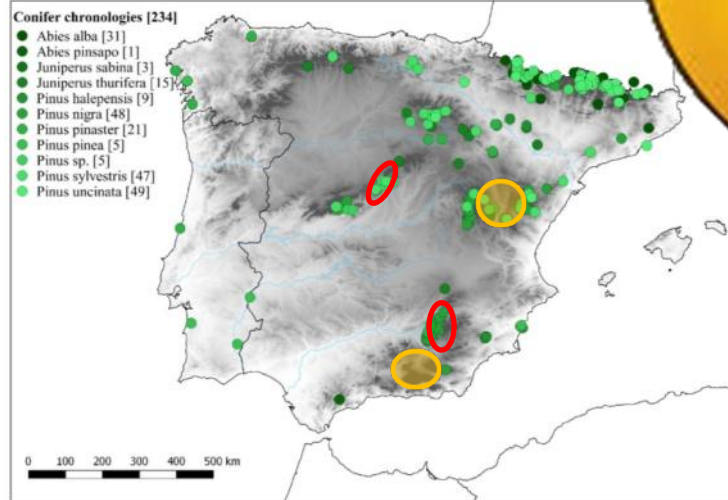 Conifer chronologies [234]
Abies alba [31]
Abies pinsapo [1]
Juniperus sabina [3]
Juniperus thurifera [15]
Pinus halepensis [9]
Pinus nigra [48]
Pinus pinaster [21]
Pinus pinea [5]
Pinus sp. [5]
Pinus sylvestris [47]
Pinus uncinata [49]
0 100 200 300 400 500 km